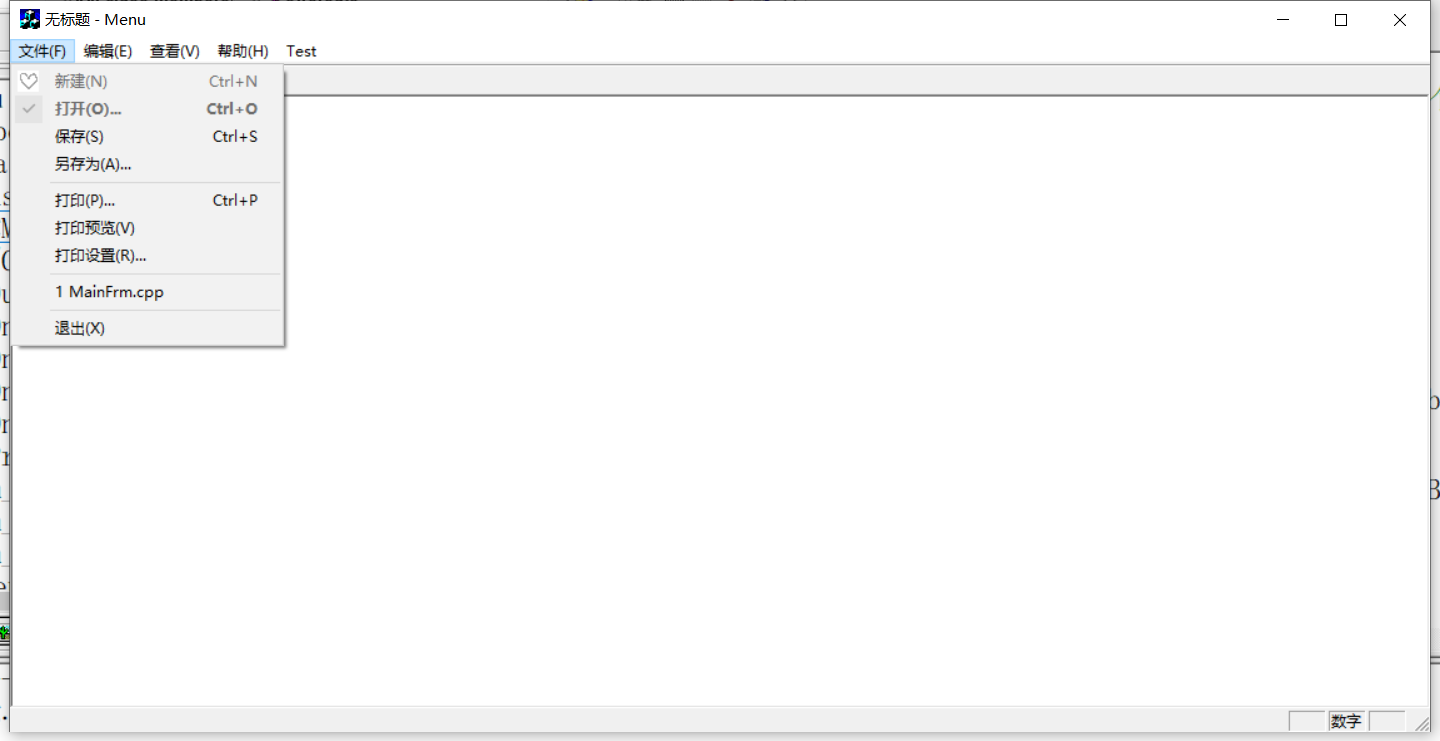 无标题 - Menu
文件(F) 编辑(E) 查看(V) 帮助(H) Test
新建(N) Ctrl+N
打开(O)... Ctrl+O
保存(S) Ctrl+S
另存为(A)...
打印(P)... Ctrl+P
打印预览(V)
打印设置(R)...
1 MainFrm.cpp
退出(X)
数字